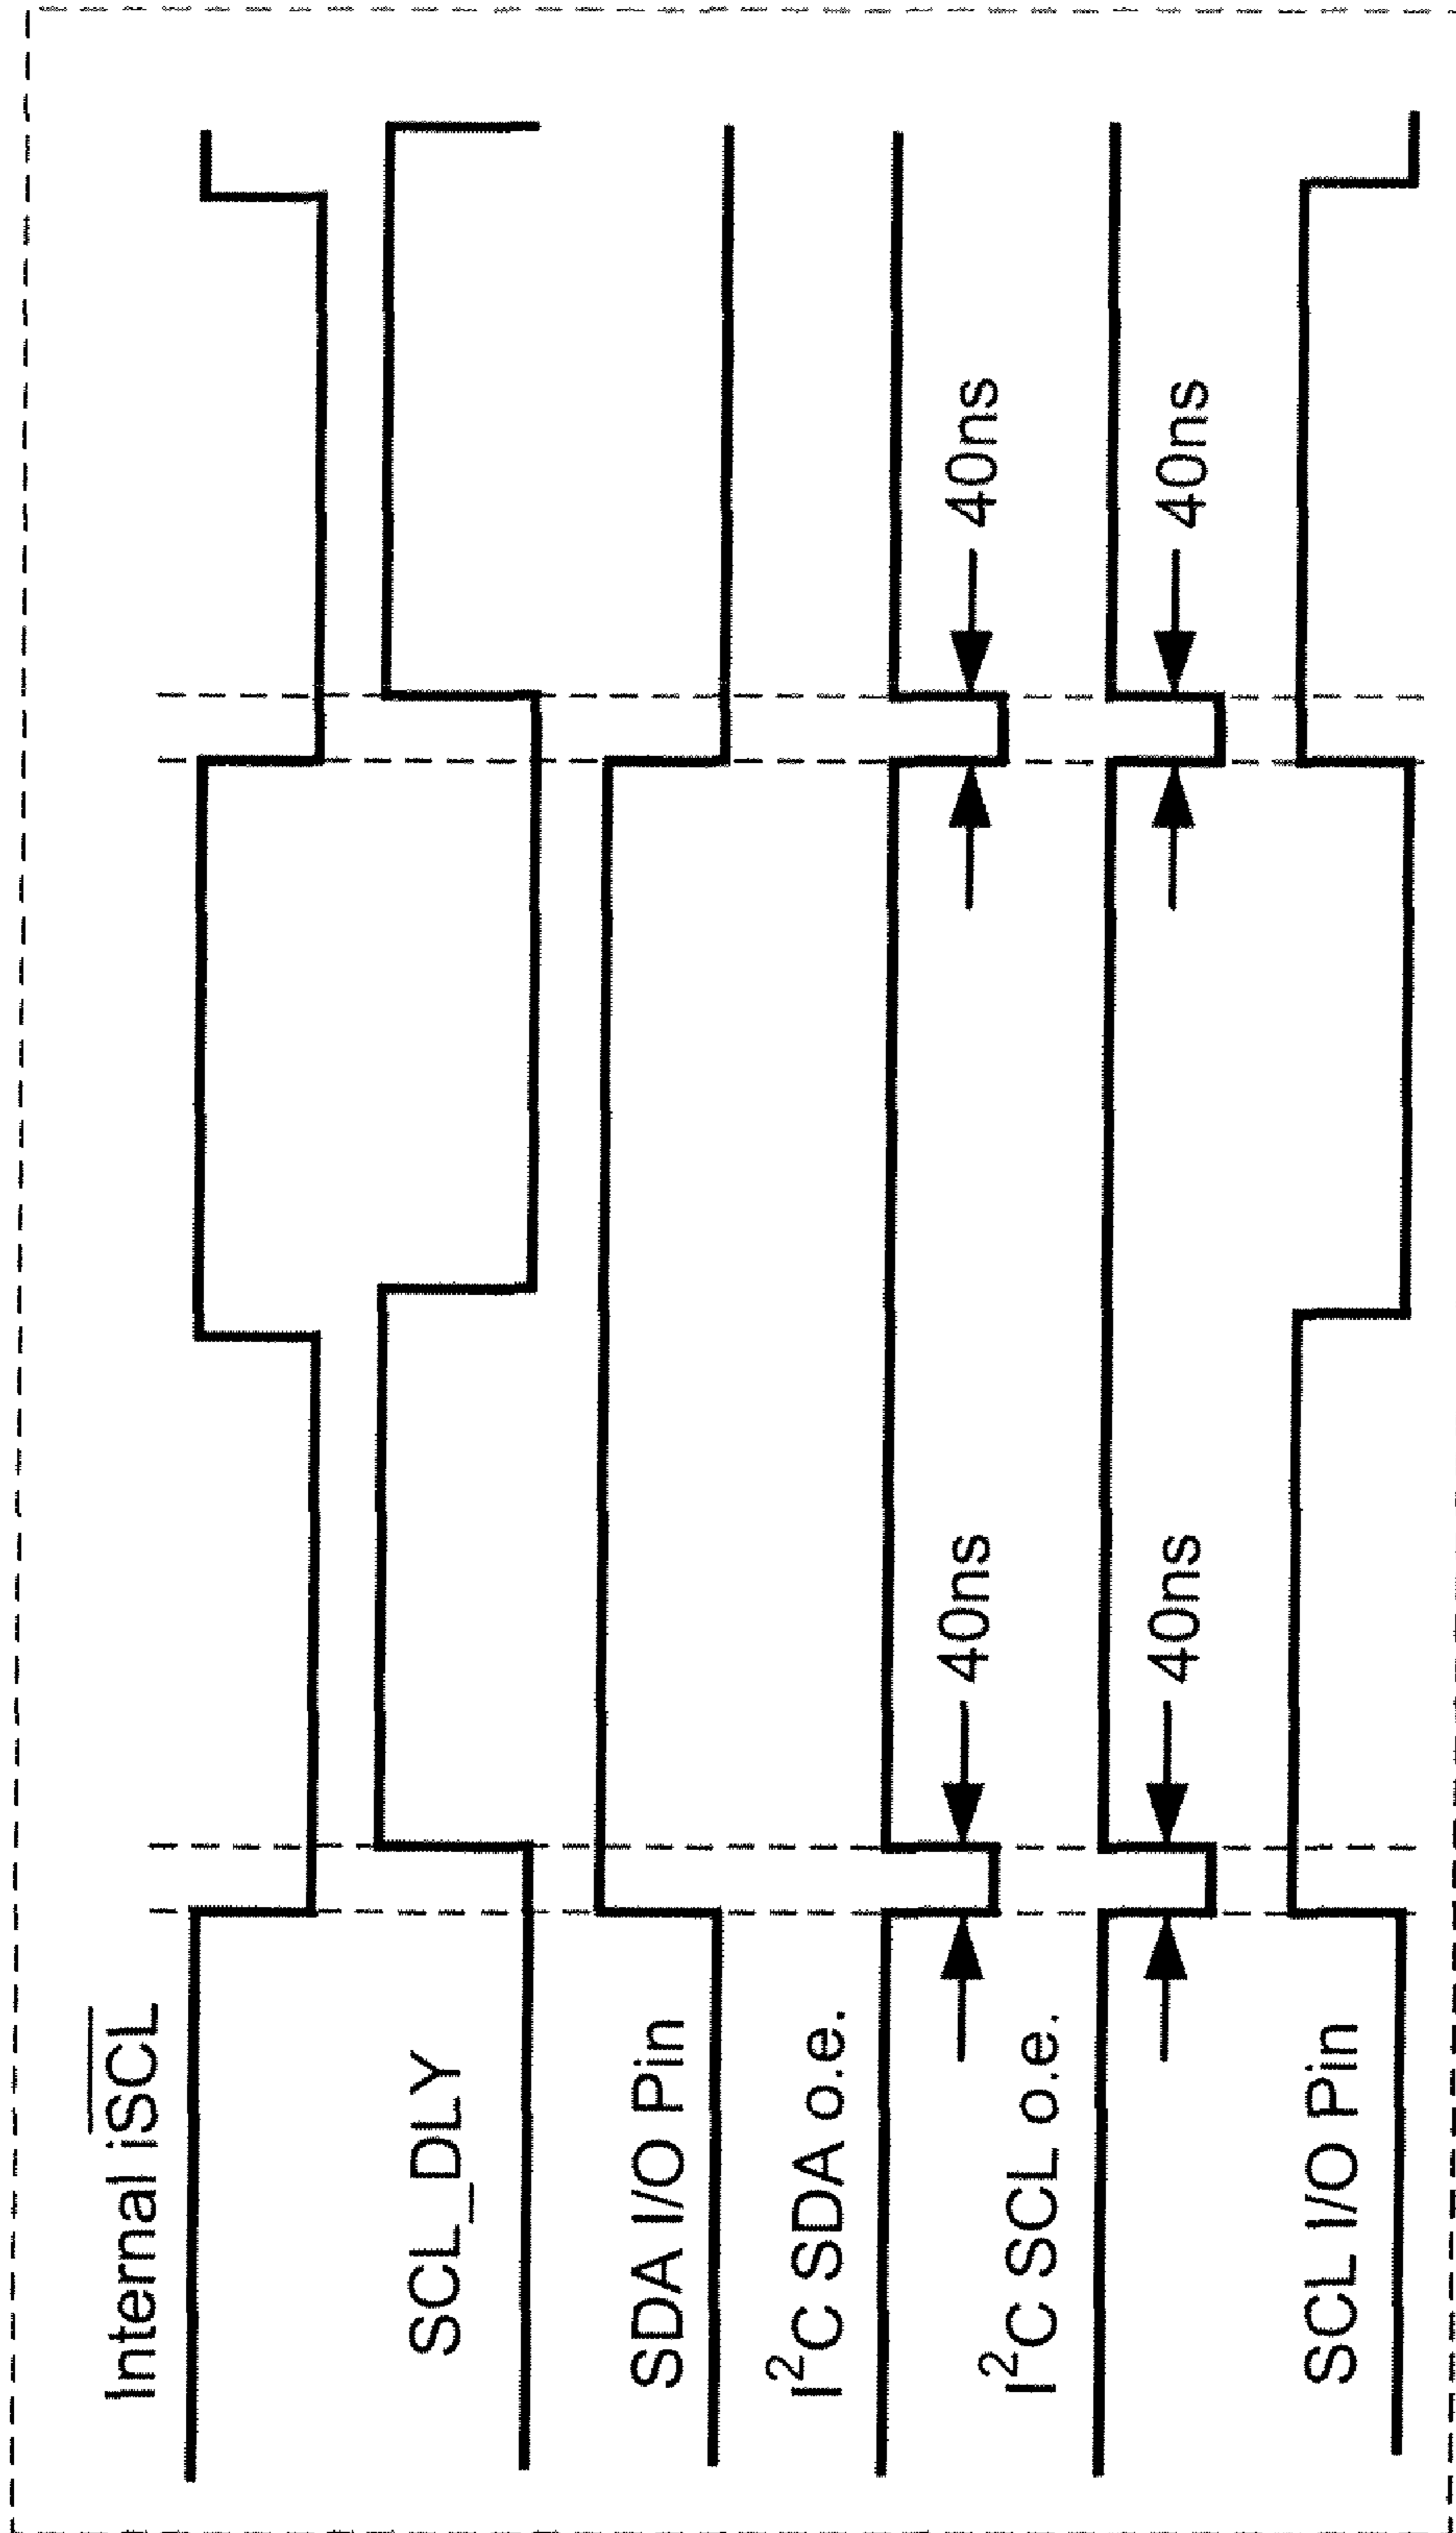 Internal iSCL
SCL_DLY
SDA I/O Pin
I²C SDA o.e.
40ns
40ns
I²C SCL o.e.
40ns
40ns
SCL I/O Pin